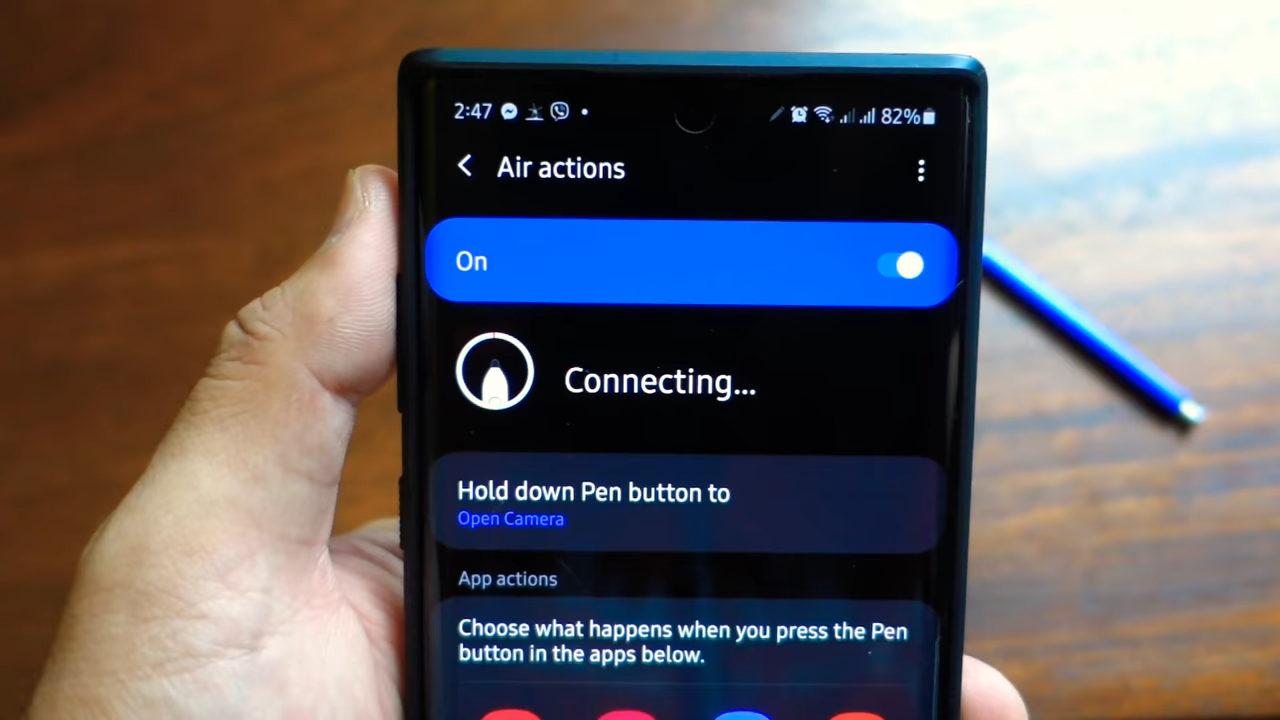 2:47 82%
Air actions
On
Connecting...
Hold down Pen button to
Open Camera
App actions
Choose what happens when you press the Pen
button in the apps below.